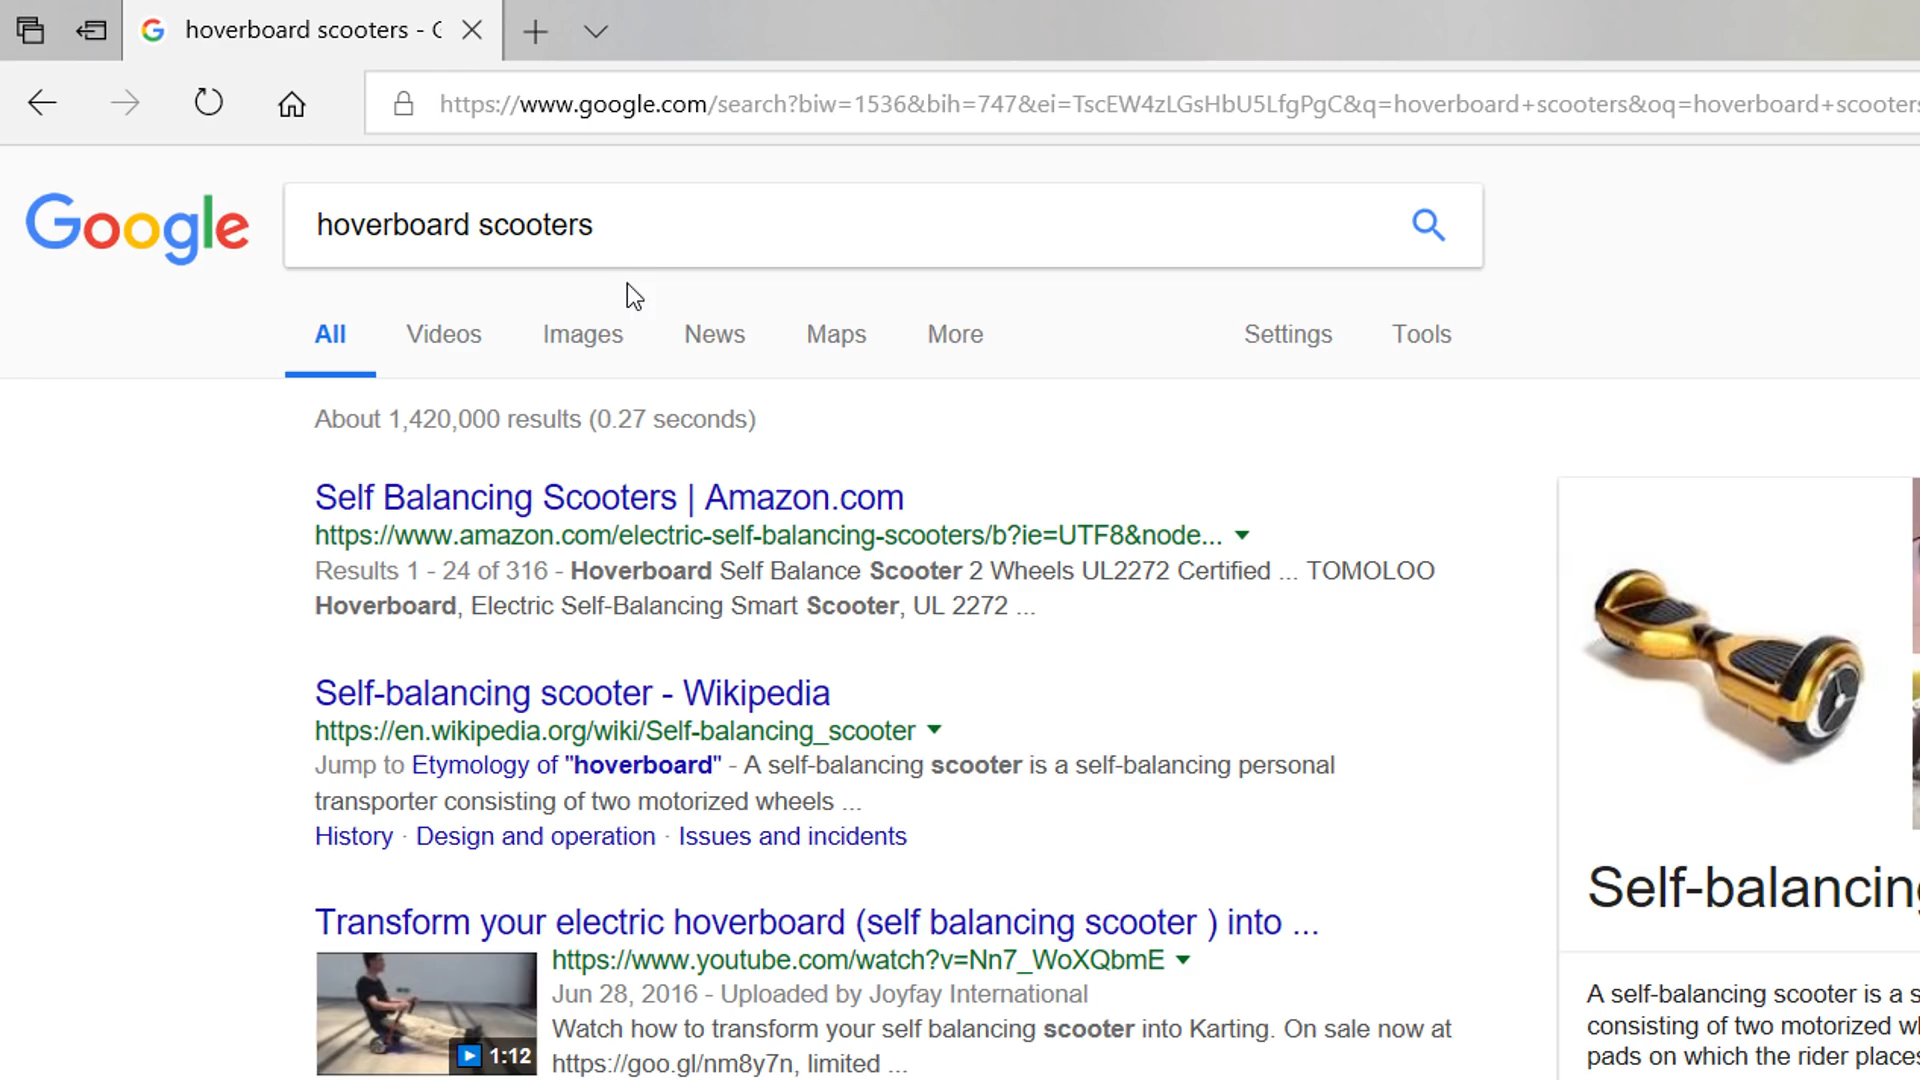 hoverboard scooters - G
https://www.google.com/search?biw=1536&bih=747&ei=TscEW4zLGsHbU5LfgPgC&q=hoverboard+scooters&oq=hoverboard+scooters
Google
hoverboard scooters
All Videos Images News Maps More Settings Tools
About 1,420,000 results (0.27 seconds)
Self Balancing Scooters | Amazon.com
https://www.amazon.com/electric-self-balancing-scooters/b?ie=UTF8&node...
Results 1 - 24 of 316 - Hoverboard Self Balance Scooter 2 Wheels UL2272 Certified ... TOMOLOO
Hoverboard, Electric Self-Balancing Smart Scooter, UL 2272 ...
Self-balancing scooter - Wikipedia
https://en.wikipedia.org/wiki/Self-balancing_scooter
Jump to Etymology of "hoverboard" - A self-balancing scooter is a self-balancing personal
transporter consisting of two motorized wheels ...
History · Design and operation · Issues and incidents
Transform your electric hoverboard (self balancing scooter ) into ...
https://www.youtube.com/watch?v=Nn7_WoXQbmE
Jun 28, 2016 - Uploaded by Joyfay International
Watch how to transform your self balancing scooter into Karting. On sale now at
https://goo.gl/nm8y7n, limited ...
1:12
Self-balancing
A self-balancing scooter is a s
consisting of two motorized wh
pads on which the rider places